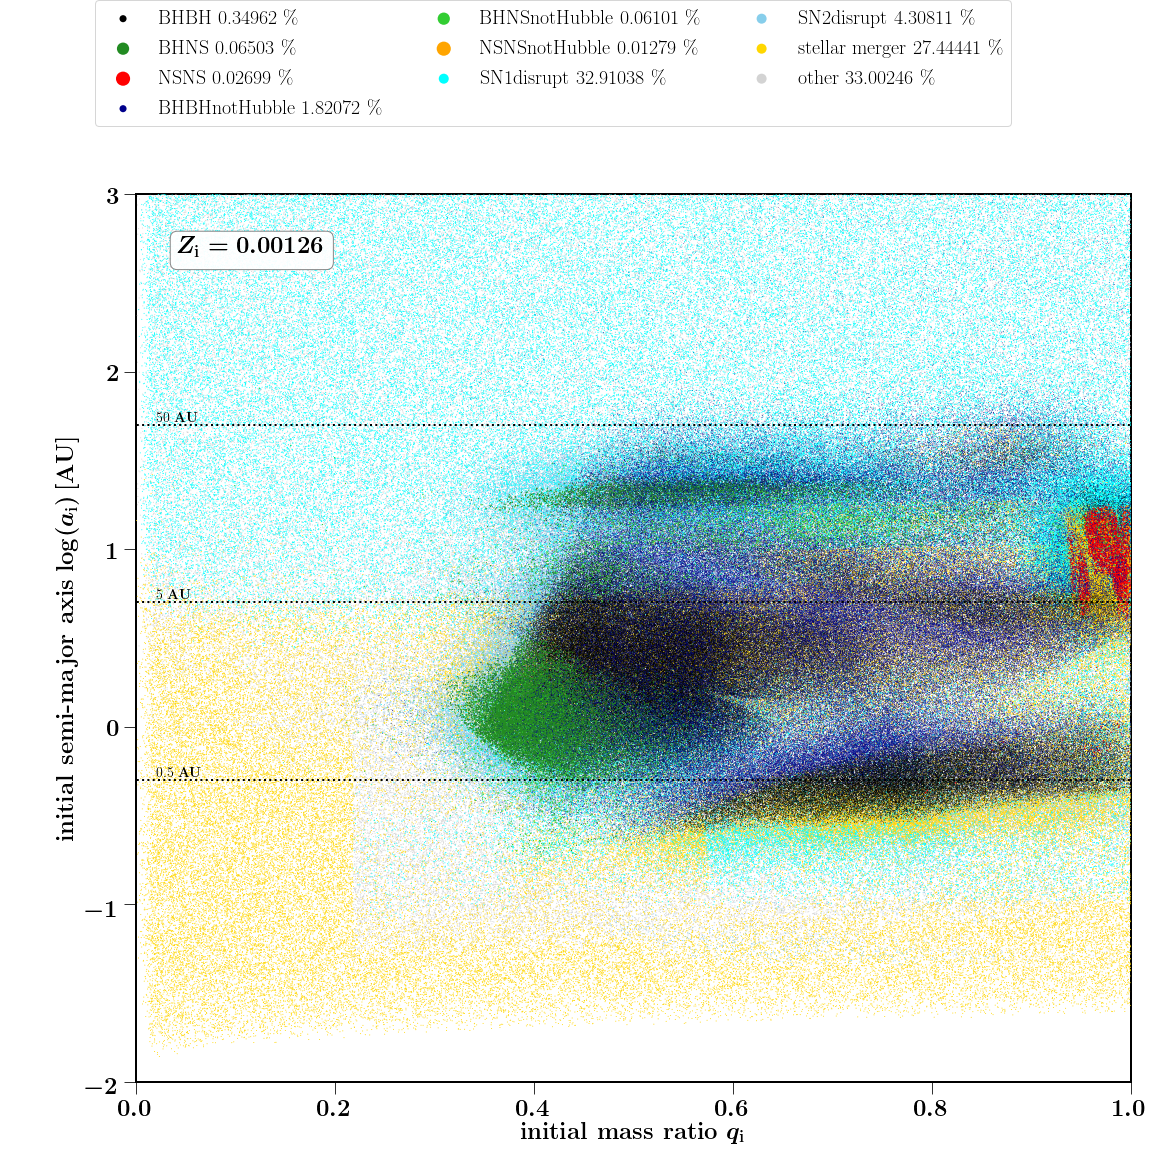 BHBH 0.34962 %
BHNS 0.06503 %
NSNS 0.02699 %
BHBHnotHubble 1.82072 %
BHNSnotHubble 0.06101 %
NSNSnotHubble 0.01279 %
SN1disrupt 32.91038 %
SN2disrupt 4.30811 %
stellar merger 27.44441 %
other 33.00246 %
Z_i = 0.00126
50 AU
5 AU
0.5 AU
initial semi-major axis log(a_i) [AU]
3
2
1
0
−1
−2
0.0 0.2 0.4 0.6 0.8 1.0
initial mass ratio q_i